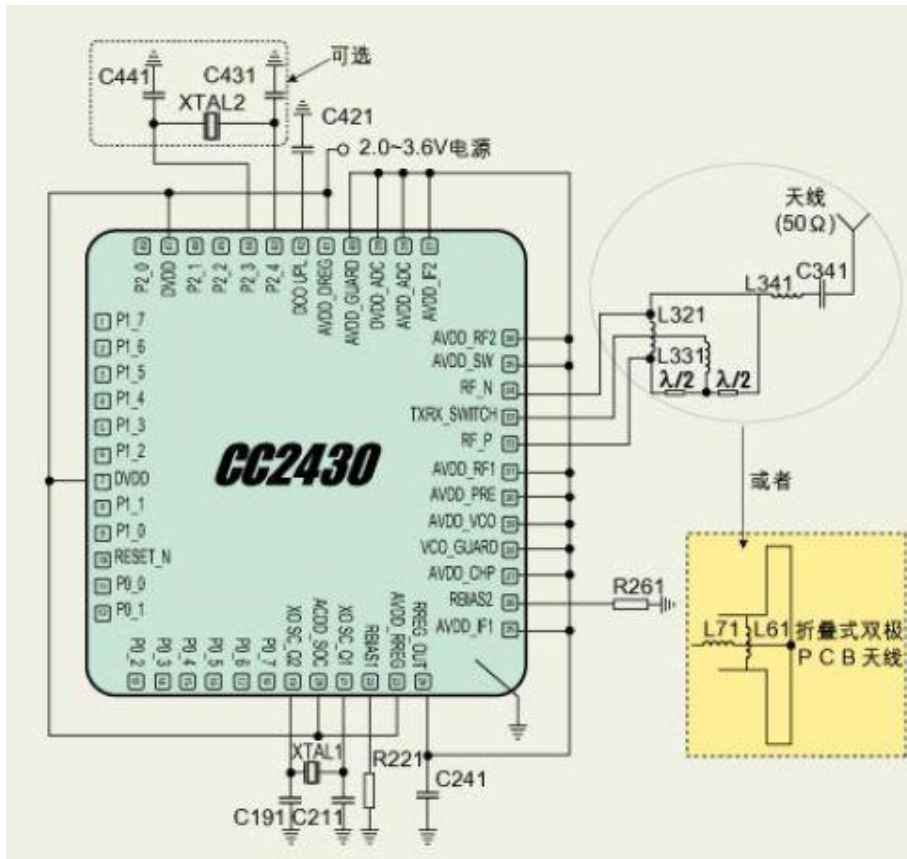 C441
C431
可选
XTAL2
C421
2.0~3.6V电源
P2_0
DVDD
P2_1
P2_2
P2_3
P2_4
DCOUPL
AVDD_DREG
AVDD_GUARD
DVDD_ADC
AVDD_ADC
AVDD_IF2
P1_7
P1_6
P1_5
P1_4
P1_3
P1_2
DVDD
P1_1
P1_0
RESET_N
P0_0
P0_1
CC2430
AVDD_RF2
AVDD_SW
RF_N
TXRX_SWITCH
RF_P
AVDD_RF1
AVDD_PRE
AVDD_VCO
VCO_GUARD
AVDD_CHP
RBIAS2
AVDD_IF1
P0_2
P0_3
P0_4
P0_5
P0_6
P0_7
XOSC_Q2
XOSC_Q1
RBIAS1
AVDD_RREG
RREG_OUT
天线
(50Ω)
L341
C341
L321
L331
λ/2
λ/2
或者
R261
L71
L61
折叠式双极
PCB天线
XTAL1
R221
C191
C211
C241